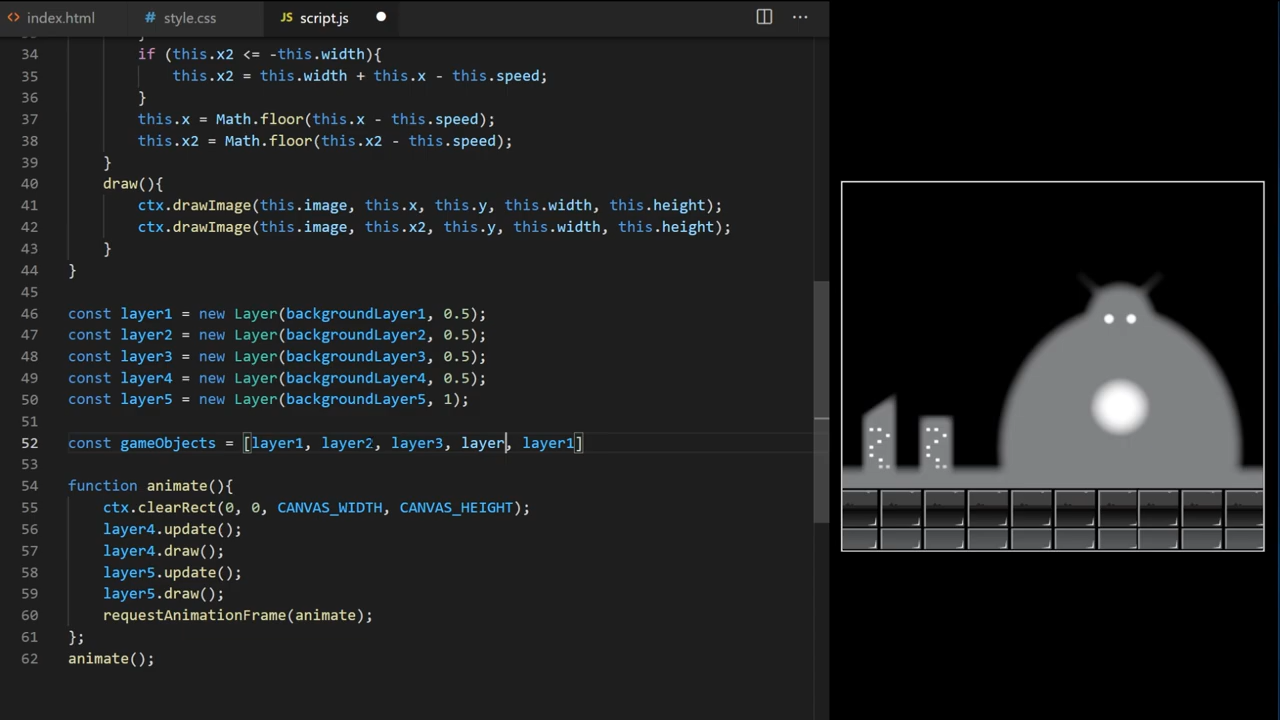 index.html # style.css JS script.js
34 if (this.x2 <= -this.width){
35 this.x2 = this.width + this.x - this.speed;
36 }
37 this.x = Math.floor(this.x - this.speed);
38 this.x2 = Math.floor(this.x2 - this.speed);
39 }
40 draw(){
41 ctx.drawImage(this.image, this.x, this.y, this.width, this.height);
42 ctx.drawImage(this.image, this.x2, this.y, this.width, this.height);
43 }
44 }
45
46 const layer1 = new Layer(backgroundLayer1, 0.5);
47 const layer2 = new Layer(backgroundLayer2, 0.5);
48 const layer3 = new Layer(backgroundLayer3, 0.5);
49 const layer4 = new Layer(backgroundLayer4, 0.5);
50 const layer5 = new Layer(backgroundLayer5, 1);
51
52 const gameObjects = [layer1, layer2, layer3, layer, layer1]
53
54 function animate(){
55 ctx.clearRect(0, 0, CANVAS_WIDTH, CANVAS_HEIGHT);
56 layer4.update();
57 layer4.draw();
58 layer5.update();
59 layer5.draw();
60 requestAnimationFrame(animate);
61 };
62 animate();